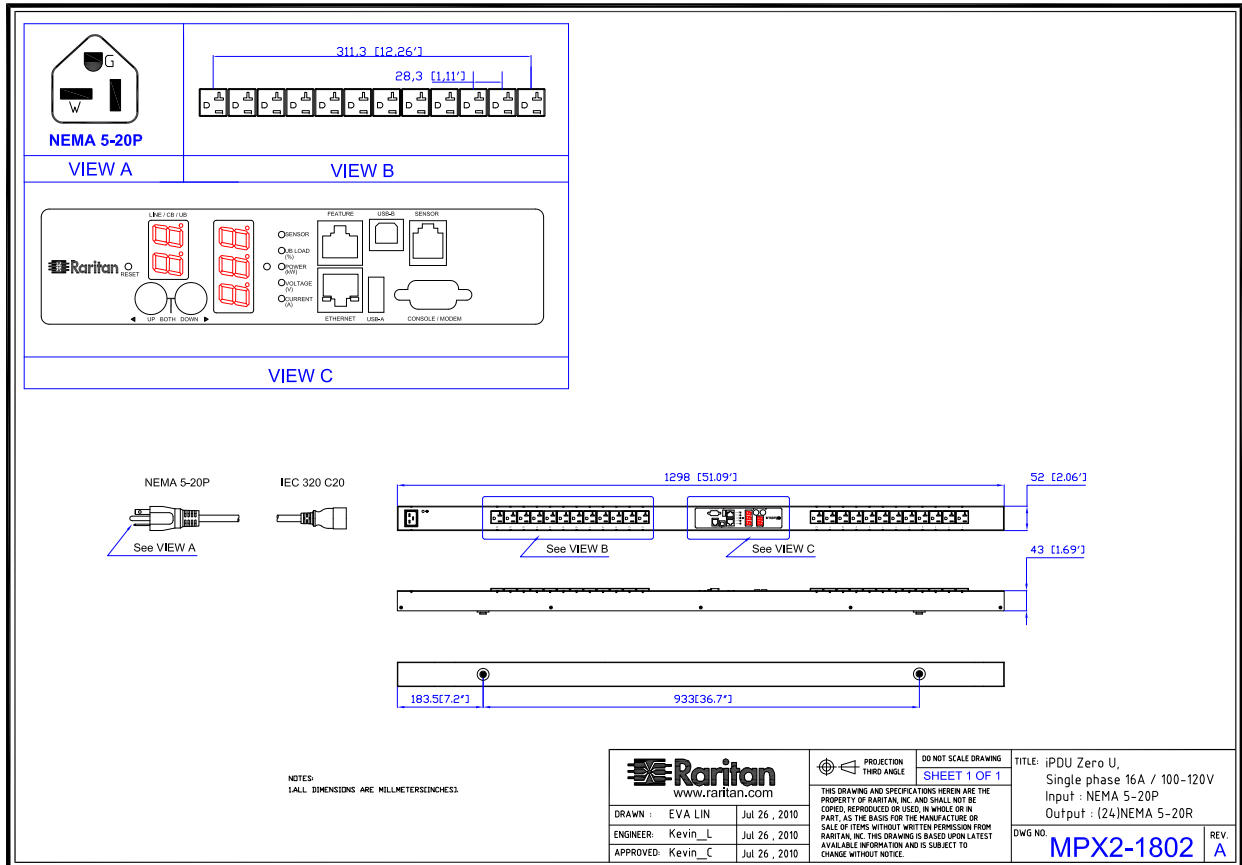 G
W
NEMA 5-20P
VIEW A
311,3 [12,26']
28,3 [1,11']
VIEW B
LINE / CB / UB
Raritan
RESET
UP BOTH DOWN
SENSOR
UB LOAD
(%)
POWER
(kW)
VOLTAGE
(V)
CURRENT
(A)
FEATURE
USB-B
SENSOR
ETHERNET
USB-A
CONSOLE / MODEM
VIEW C
NEMA 5-20P
IEC 320 C20
See VIEW A
1298 [51.09']
52 [2.06']
See VIEW B
See VIEW C
43 [1.69']
183.5[7.2"]
933[36.7"]
NOTES:
1.ALL DIMENSIONS ARE MILLMETERS[INCHES].
Raritan
www.raritan.com
DRAWN : EVA LIN Jul 26 , 2010
ENGINEER: Kevin_L Jul 26 , 2010
APPROVED: Kevin_C Jul 26 , 2010
PROJECTION
THIRD ANGLE
DO NOT SCALE DRAWING
SHEET 1 OF 1
THIS DRAWING AND SPECIFICATIONS HEREIN ARE THE
PROPERTY OF RARITAN, INC. AND SHALL NOT BE
COPIED, REPRODUCED OR USED, IN WHOLE OR IN
PART, AS THE BASIS FOR THE MANUFACTURE OR
SALE OF ITEMS WITHOUT WRITTEN PERMISSION FROM
RARITAN, INC. THIS DRAWING IS BASED UPON LATEST
AVAILABLE INFORMATION AND IS SUBJECT TO
CHANGE WITHOUT NOTICE.
TITLE: iPDU Zero U,
Single phase 16A / 100-120V
Input : NEMA 5-20P
Output : (24)NEMA 5-20R
DWG NO. MPX2-1802
REV. A